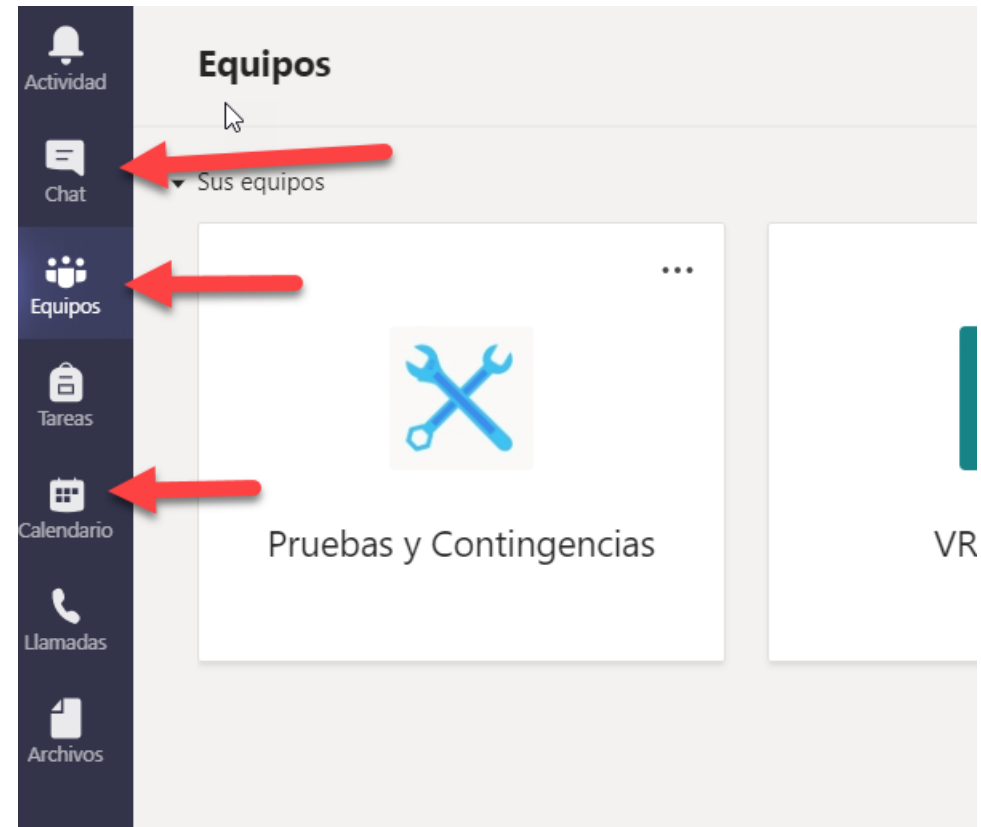 Actividad
Chat
Equipos
Tareas
Calendario
Llamadas
Archivos
Equipos
Sus equipos
Pruebas y Contingencias
VR